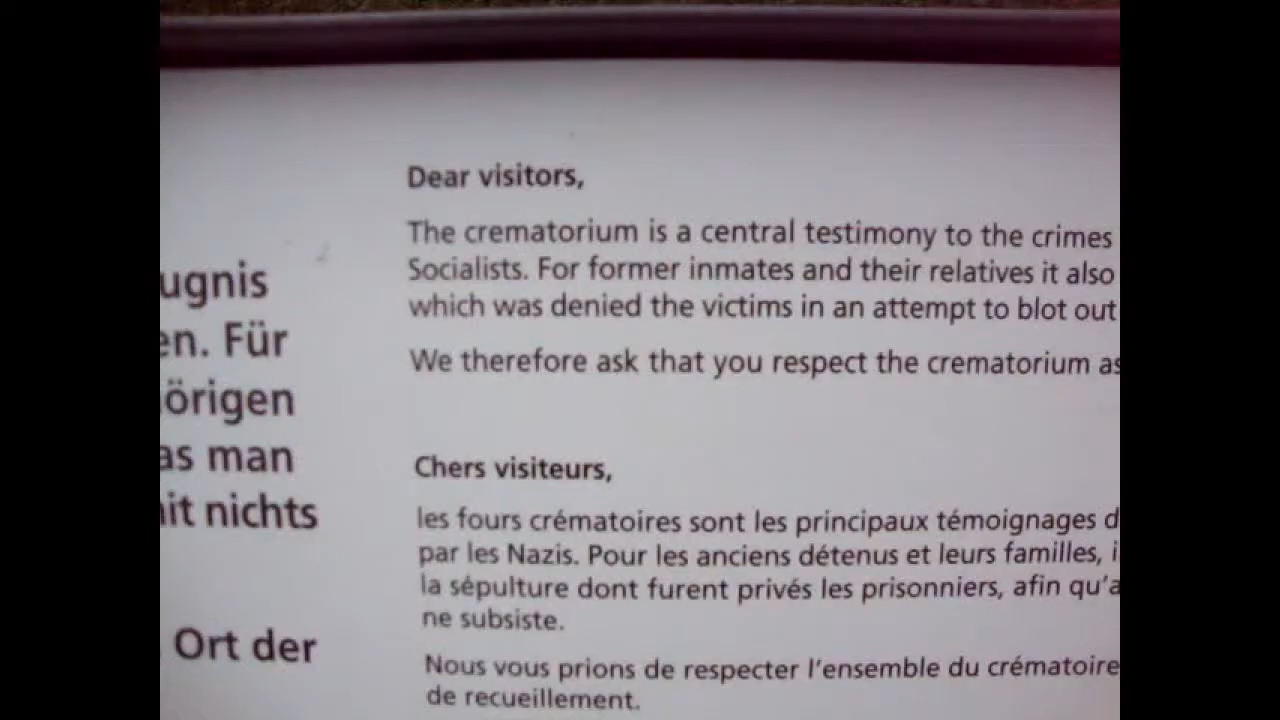 ugnis
en. Für
örigen
as man
nit nichts
Ort der
Dear visitors,
The crematorium is a central testimony to the crimes
Socialists. For former inmates and their relatives it also
which was denied the victims in an attempt to blot out
We therefore ask that you respect the crematorium as
Chers visiteurs,
les fours crématoires sont les principaux témoignages d
par les Nazis. Pour les anciens détenus et leurs familles, i
la sépulture dont furent privés les prisonniers, afin qu'a
ne subsiste.
Nous vous prions de respecter l'ensemble du crématoire
de recueillement.